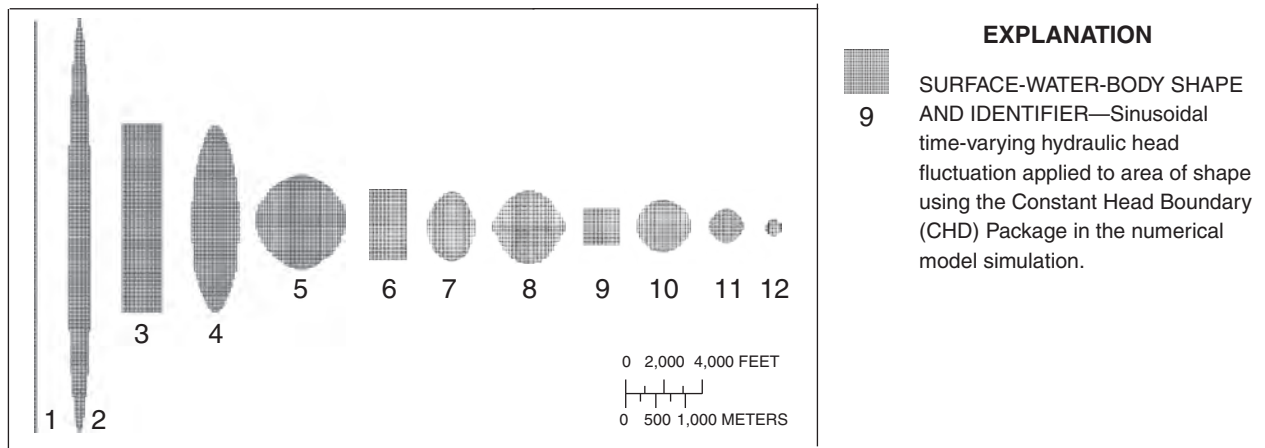 EXPLANATION
9
SURFACE-WATER-BODY SHAPE
AND IDENTIFIER—Sinusoidal
time-varying hydraulic head
fluctuation applied to area of shape
using the Constant Head Boundary
(CHD) Package in the numerical
model simulation.
1
2
3
4
5
6
7
8
9
10
11
12
0 2,000 4,000 FEET
0 500 1,000 METERS